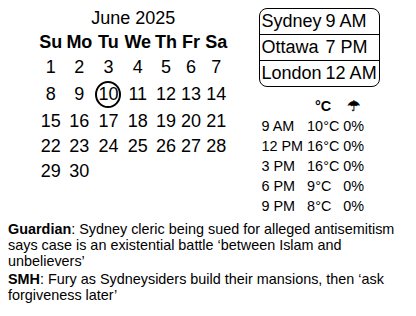 June 2025
Su Mo Tu We Th Fr Sa
1 2 3 4 5 6 7
8 9 10 11 12 13 14
15 16 17 18 19 20 21
22 23 24 25 26 27 28
29 30
Sydney 9 AM
Ottawa 7 PM
London 12 AM
°C ☂
9 AM 10°C 0%
12 PM 16°C 0%
3 PM 16°C 0%
6 PM 9°C 0%
9 PM 8°C 0%
Guardian: Sydney cleric being sued for alleged antisemitism
says case is an existential battle ‘between Islam and
unbelievers’
SMH: Fury as Sydneysiders build their mansions, then ‘ask
forgiveness later’